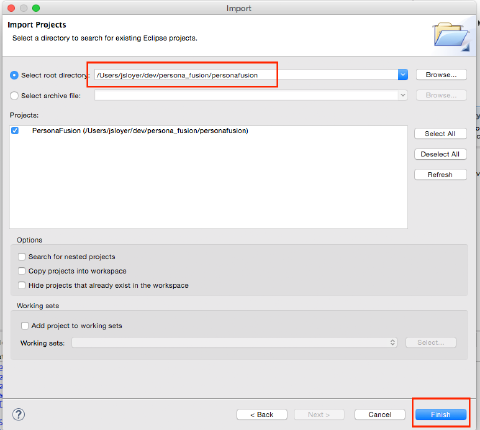 Import
Import Projects
Select a directory to search for existing Eclipse projects.
Select root directory: /Users/jsloyer/dev/persona_fusion/personafusion Browse...
Select archive file: Browse...
Projects:
PersonaFusion (/Users/jsloyer/dev/persona_fusion/personafusion)
Select All
Deselect All
Refresh
Options
Search for nested projects
Copy projects into workspace
Hide projects that already exist in the workspace
Working sets
Add project to working sets
Working sets: Select...
? < Back Next > Cancel Finish